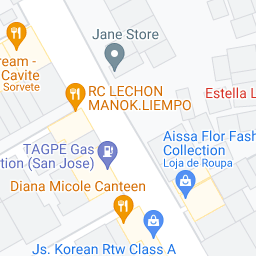 Jane Store
ream -
Cavite
Sorvete
RC LECHON
MANOK.LIEMPO
Estella L
Aissa Flor Fash
Collection
Loja de Roupa
TAGPE Gas
tion (San Jose)
Diana Micole Canteen
Js. Korean Rtw Class A